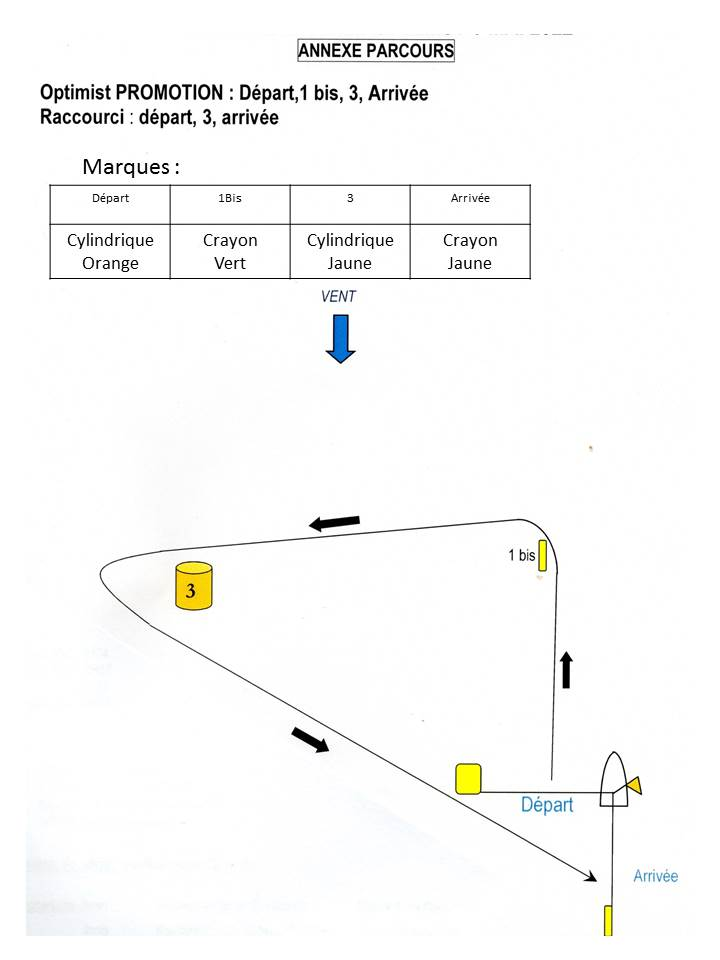 ANNEXE PARCOURS
Optimist PROMOTION : Départ,1 bis, 3, Arrivée
Raccourci : départ, 3, arrivée
Marques :
Départ 1Bis 3 Arrivée
Cylindrique Crayon Cylindrique Crayon
Orange Vert Jaune Jaune
VENT
1 bis
3
Départ
Arrivée